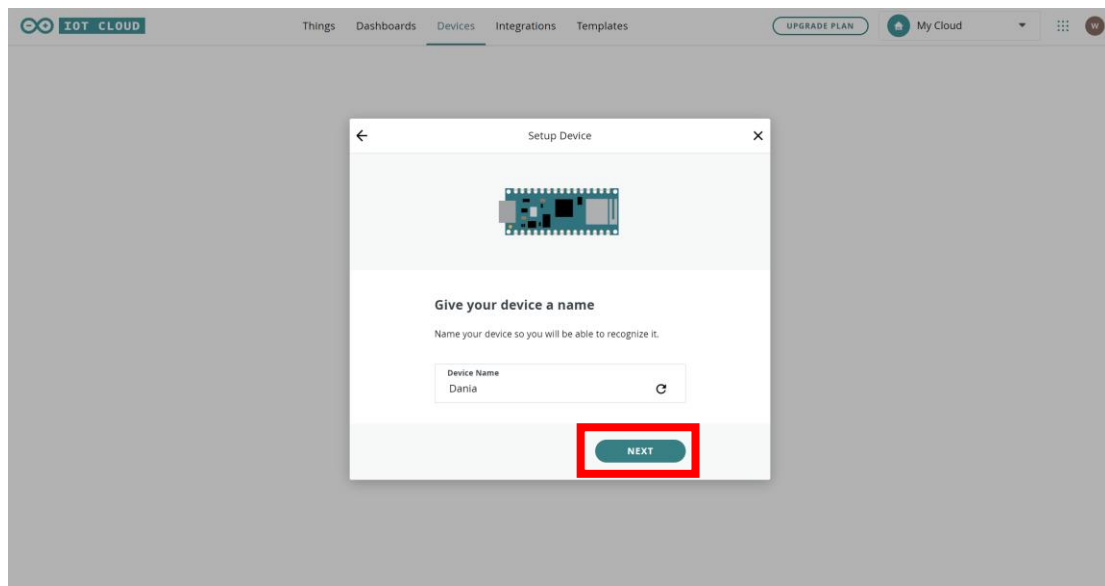 IOT CLOUD Things Dashboards Devices Integrations Templates UPGRADE PLAN My Cloud W
Setup Device
Give your device a name
Name your device so you will be able to recognize it.
Device Name
Dania
NEXT